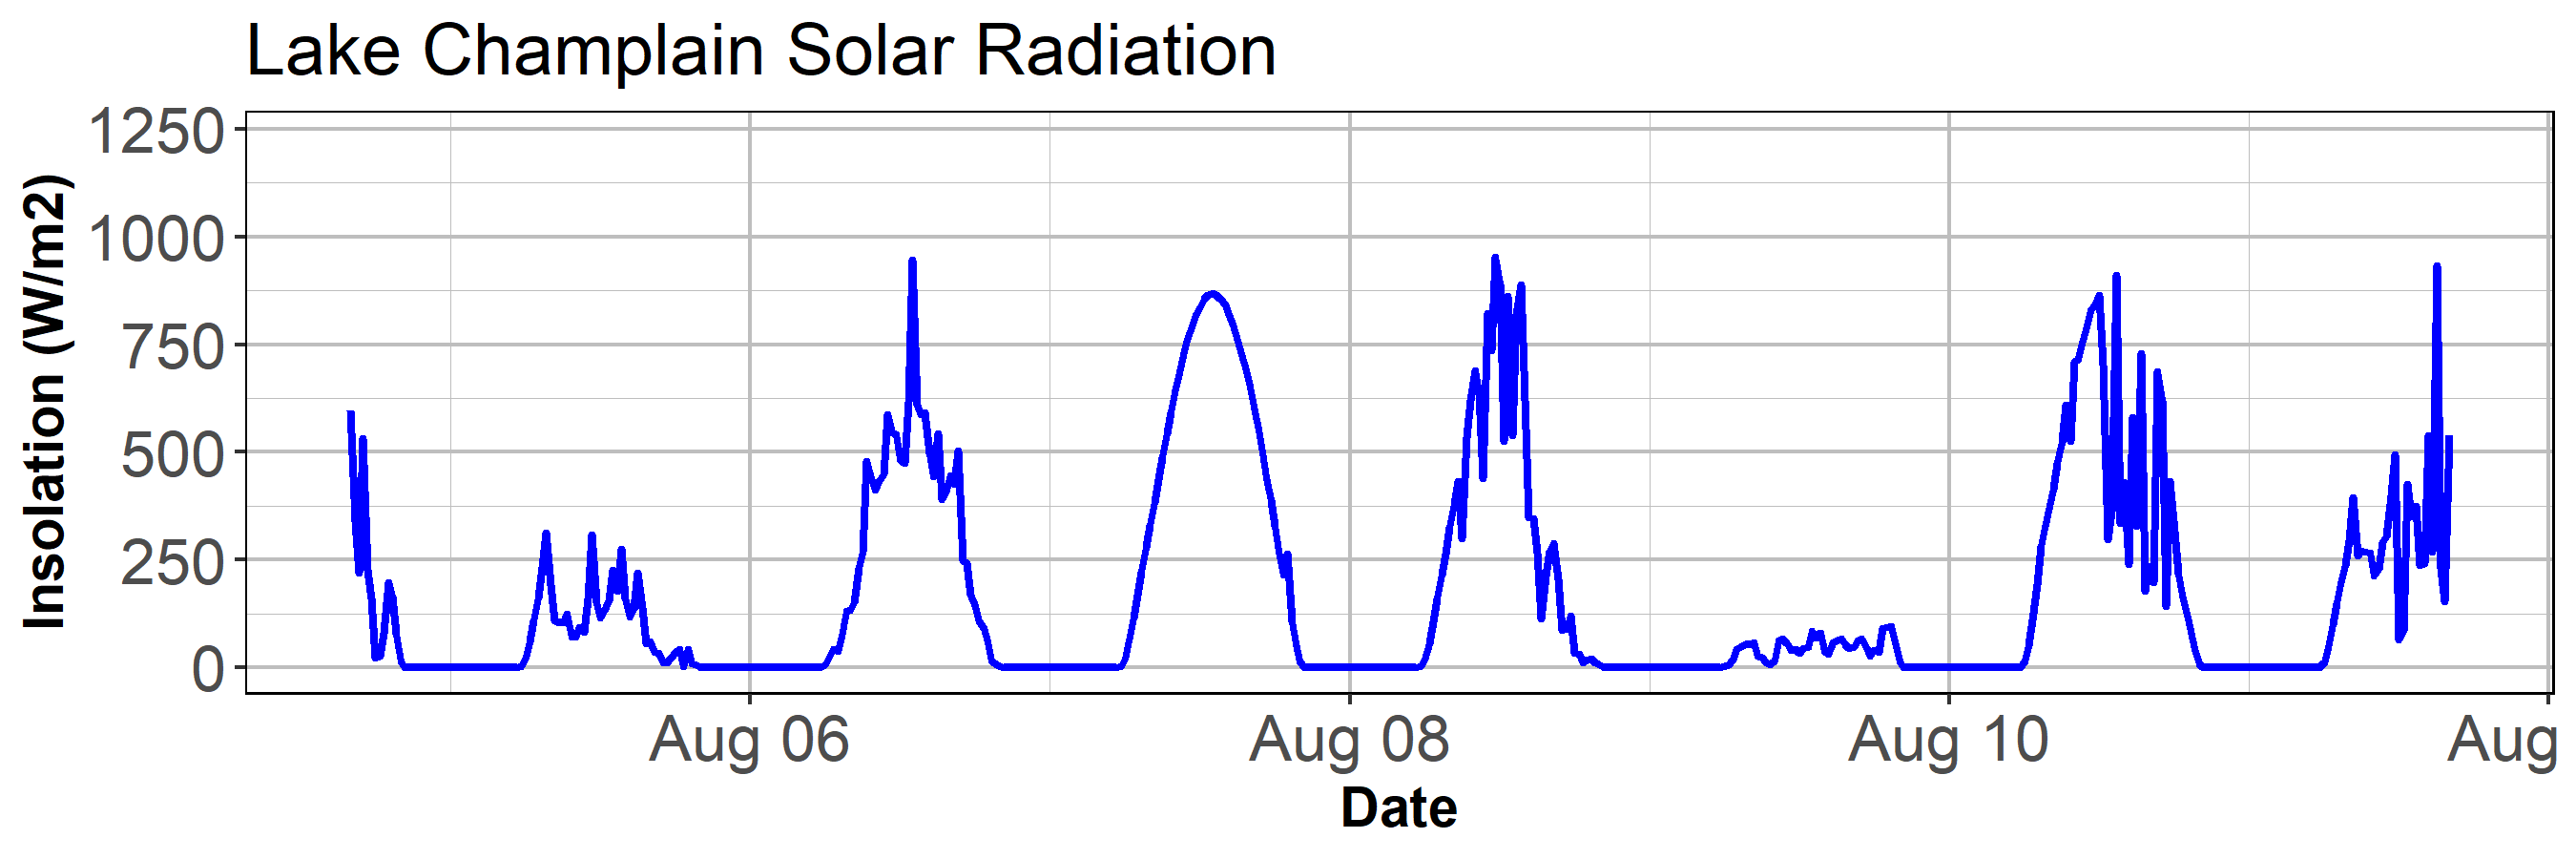 Lake Champlain Solar Radiation
1250
1000
750
500
250
0
Insolation (W/m2)
Aug 06
Aug 08
Aug 10
Aug
Date